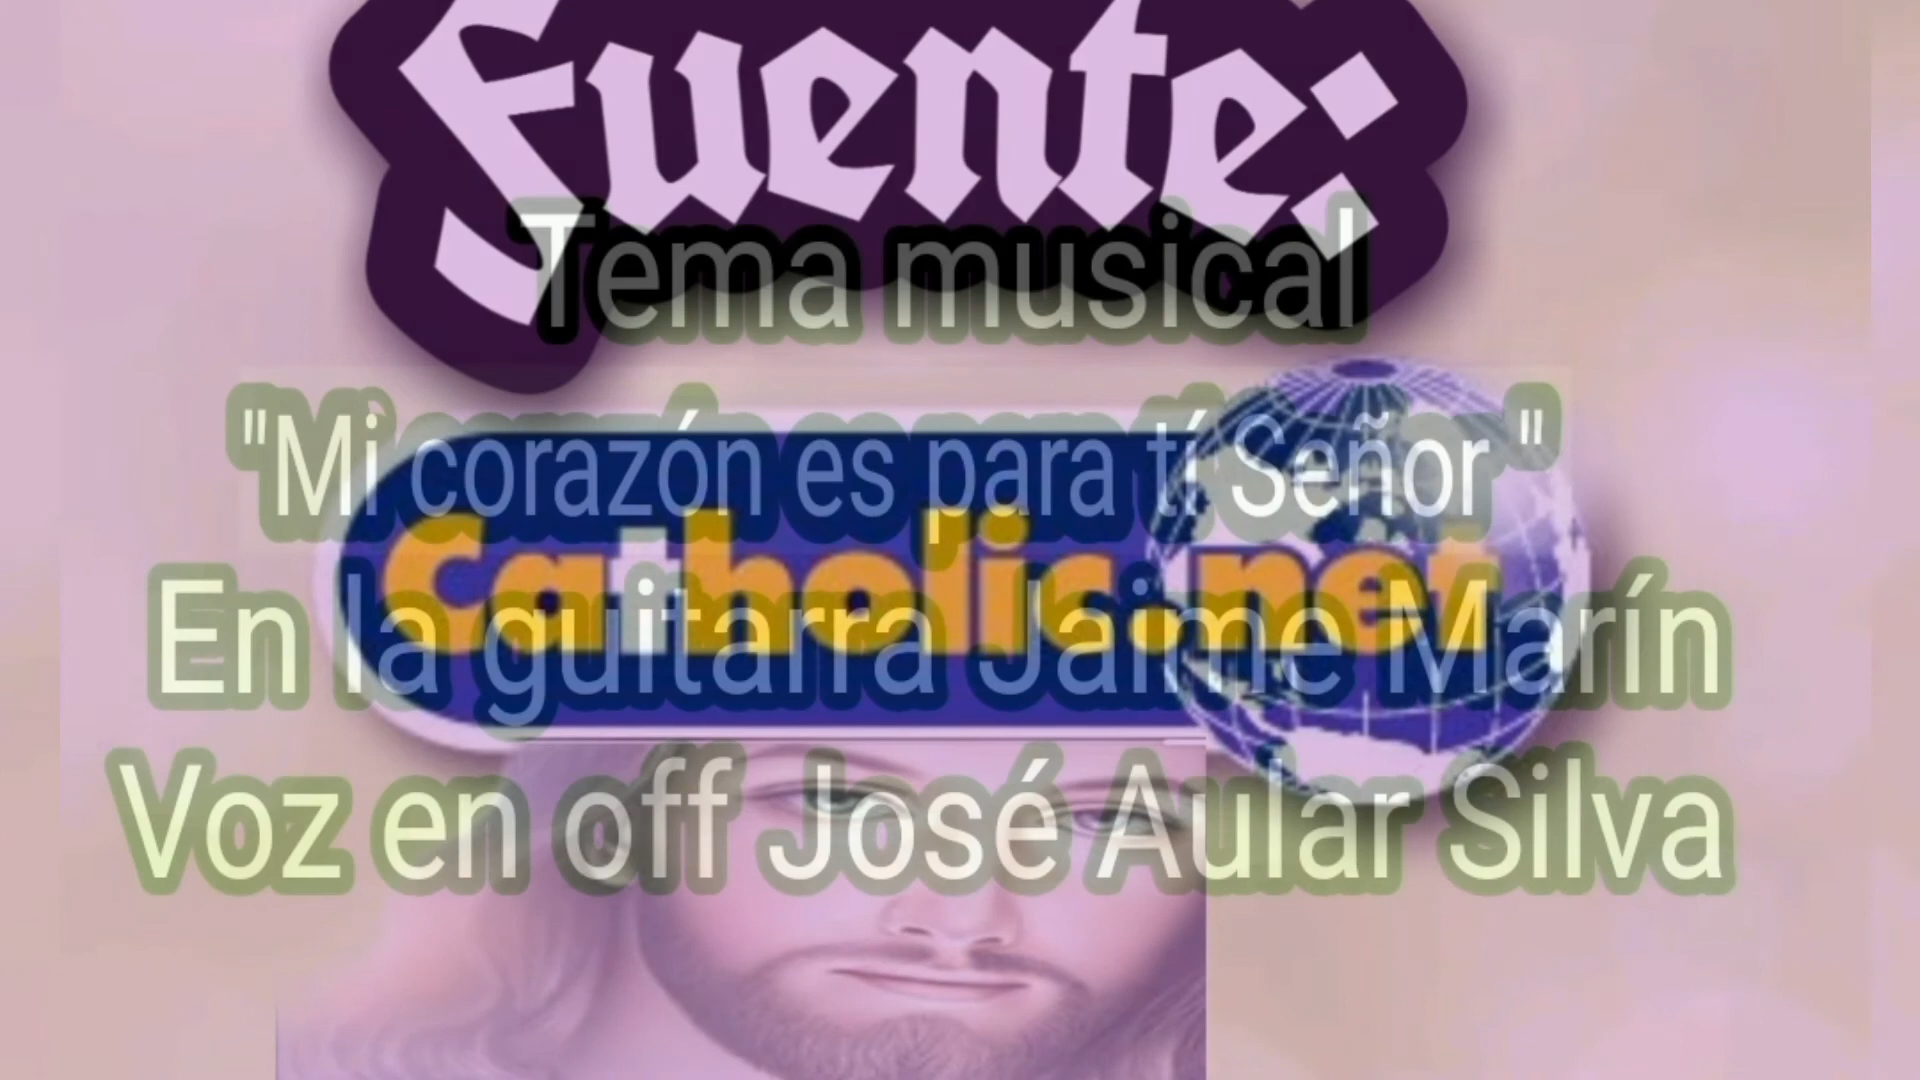 Fuente:
Tema musical
"Mi corazón es para tí Señor "
Catholic.net
En la guitarra Jaime Marín
Voz en off José Aular Silva